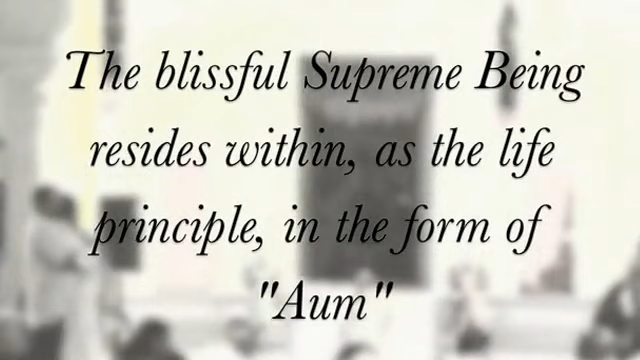 The blissful Supreme Being
resides within, as the life
principle, in the form of
"Aum"